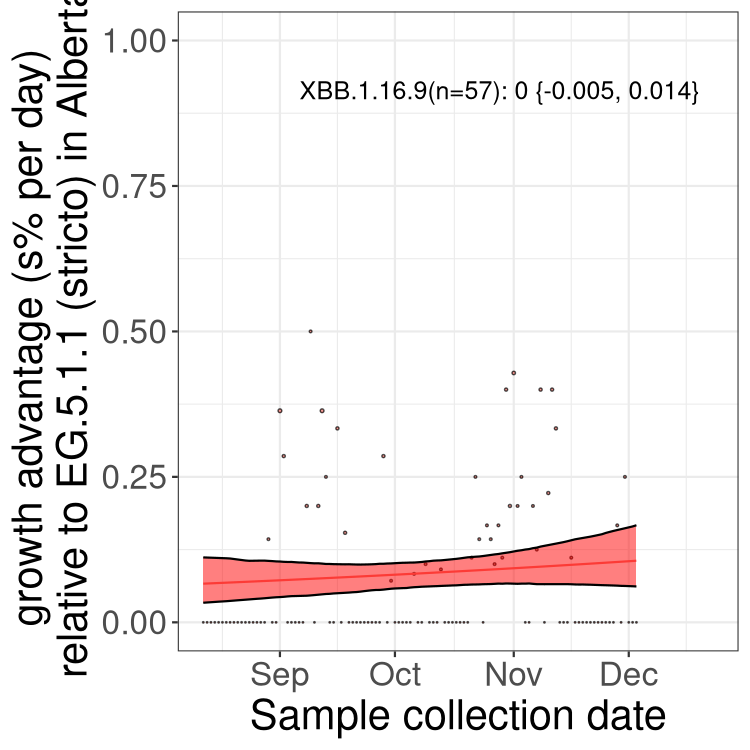 growth advantage (s% per day)
relative to EG.5.1.1 (stricto) in Alberta
1.00
0.75
0.50
0.25
0.00
XBB.1.16.9(n=57): 0 {-0.005, 0.014}
Sep Oct Nov Dec
Sample collection date